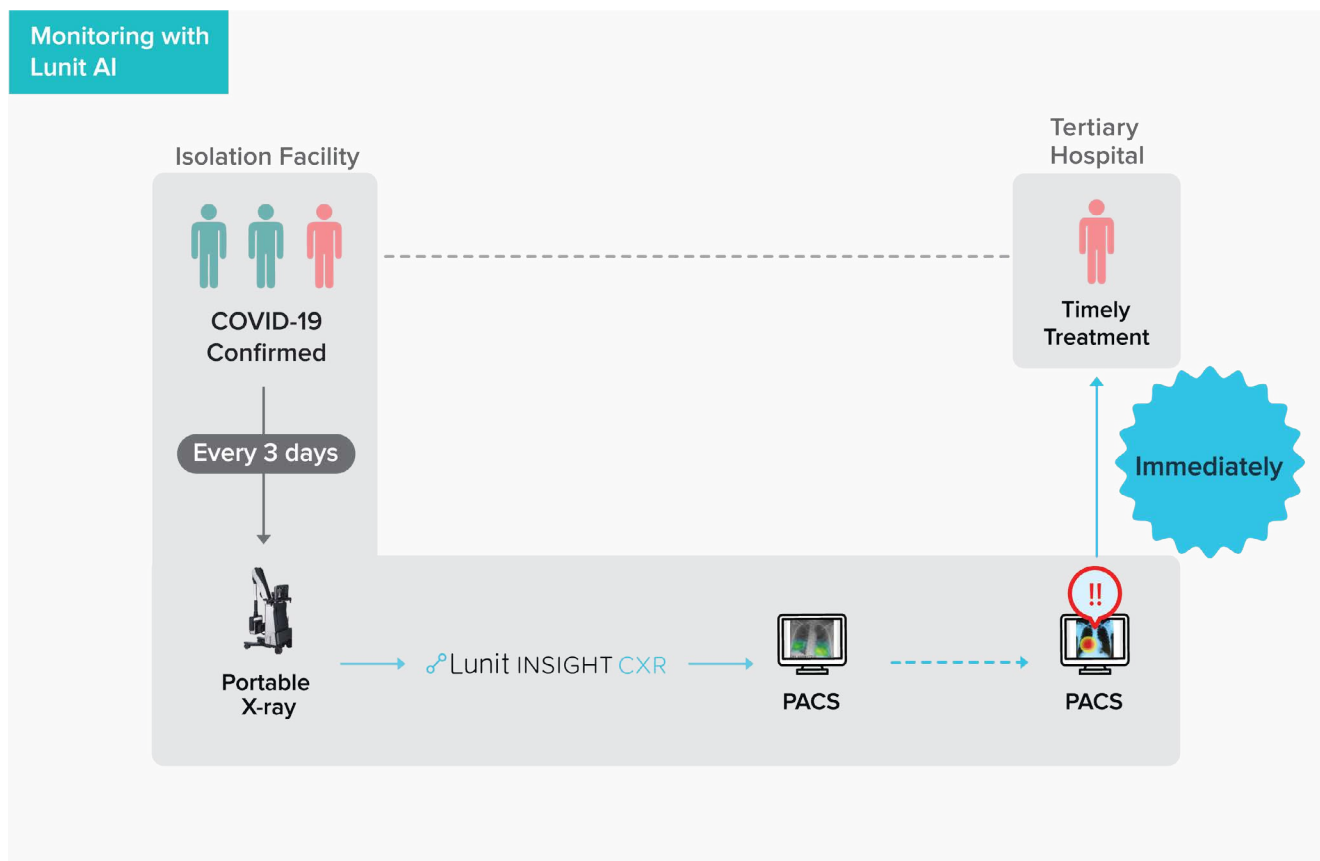 Monitoring with
Lunit AI
Isolation Facility
Tertiary
Hospital
COVID-19
Confirmed
Timely
Treatment
Every 3 days
Immediately
!!
Portable
X-ray
Lunit INSIGHT CXR
PACS
PACS